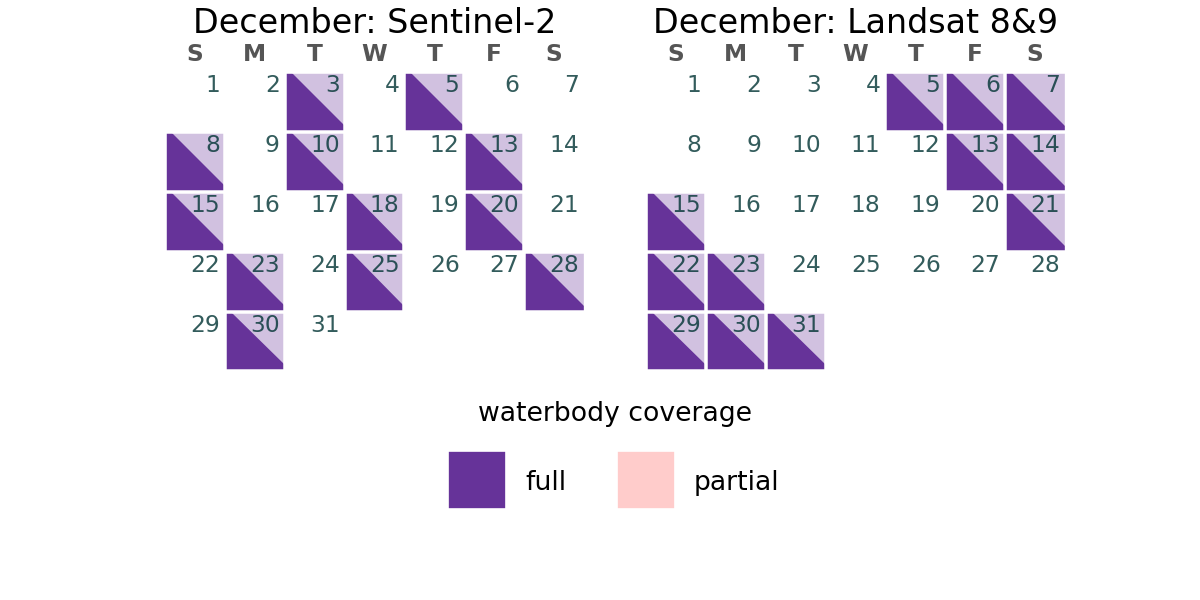 December: Sentinel-2
S M T W T F S
1 2 3 4 5 6 7
8 9 10 11 12 13 14
15 16 17 18 19 20 21
22 23 24 25 26 27 28
29 30 31
December: Landsat 8&9
S M T W T F S
1 2 3 4 5 6 7
8 9 10 11 12 13 14
15 16 17 18 19 20 21
22 23 24 25 26 27 28
29 30 31
waterbody coverage
full partial